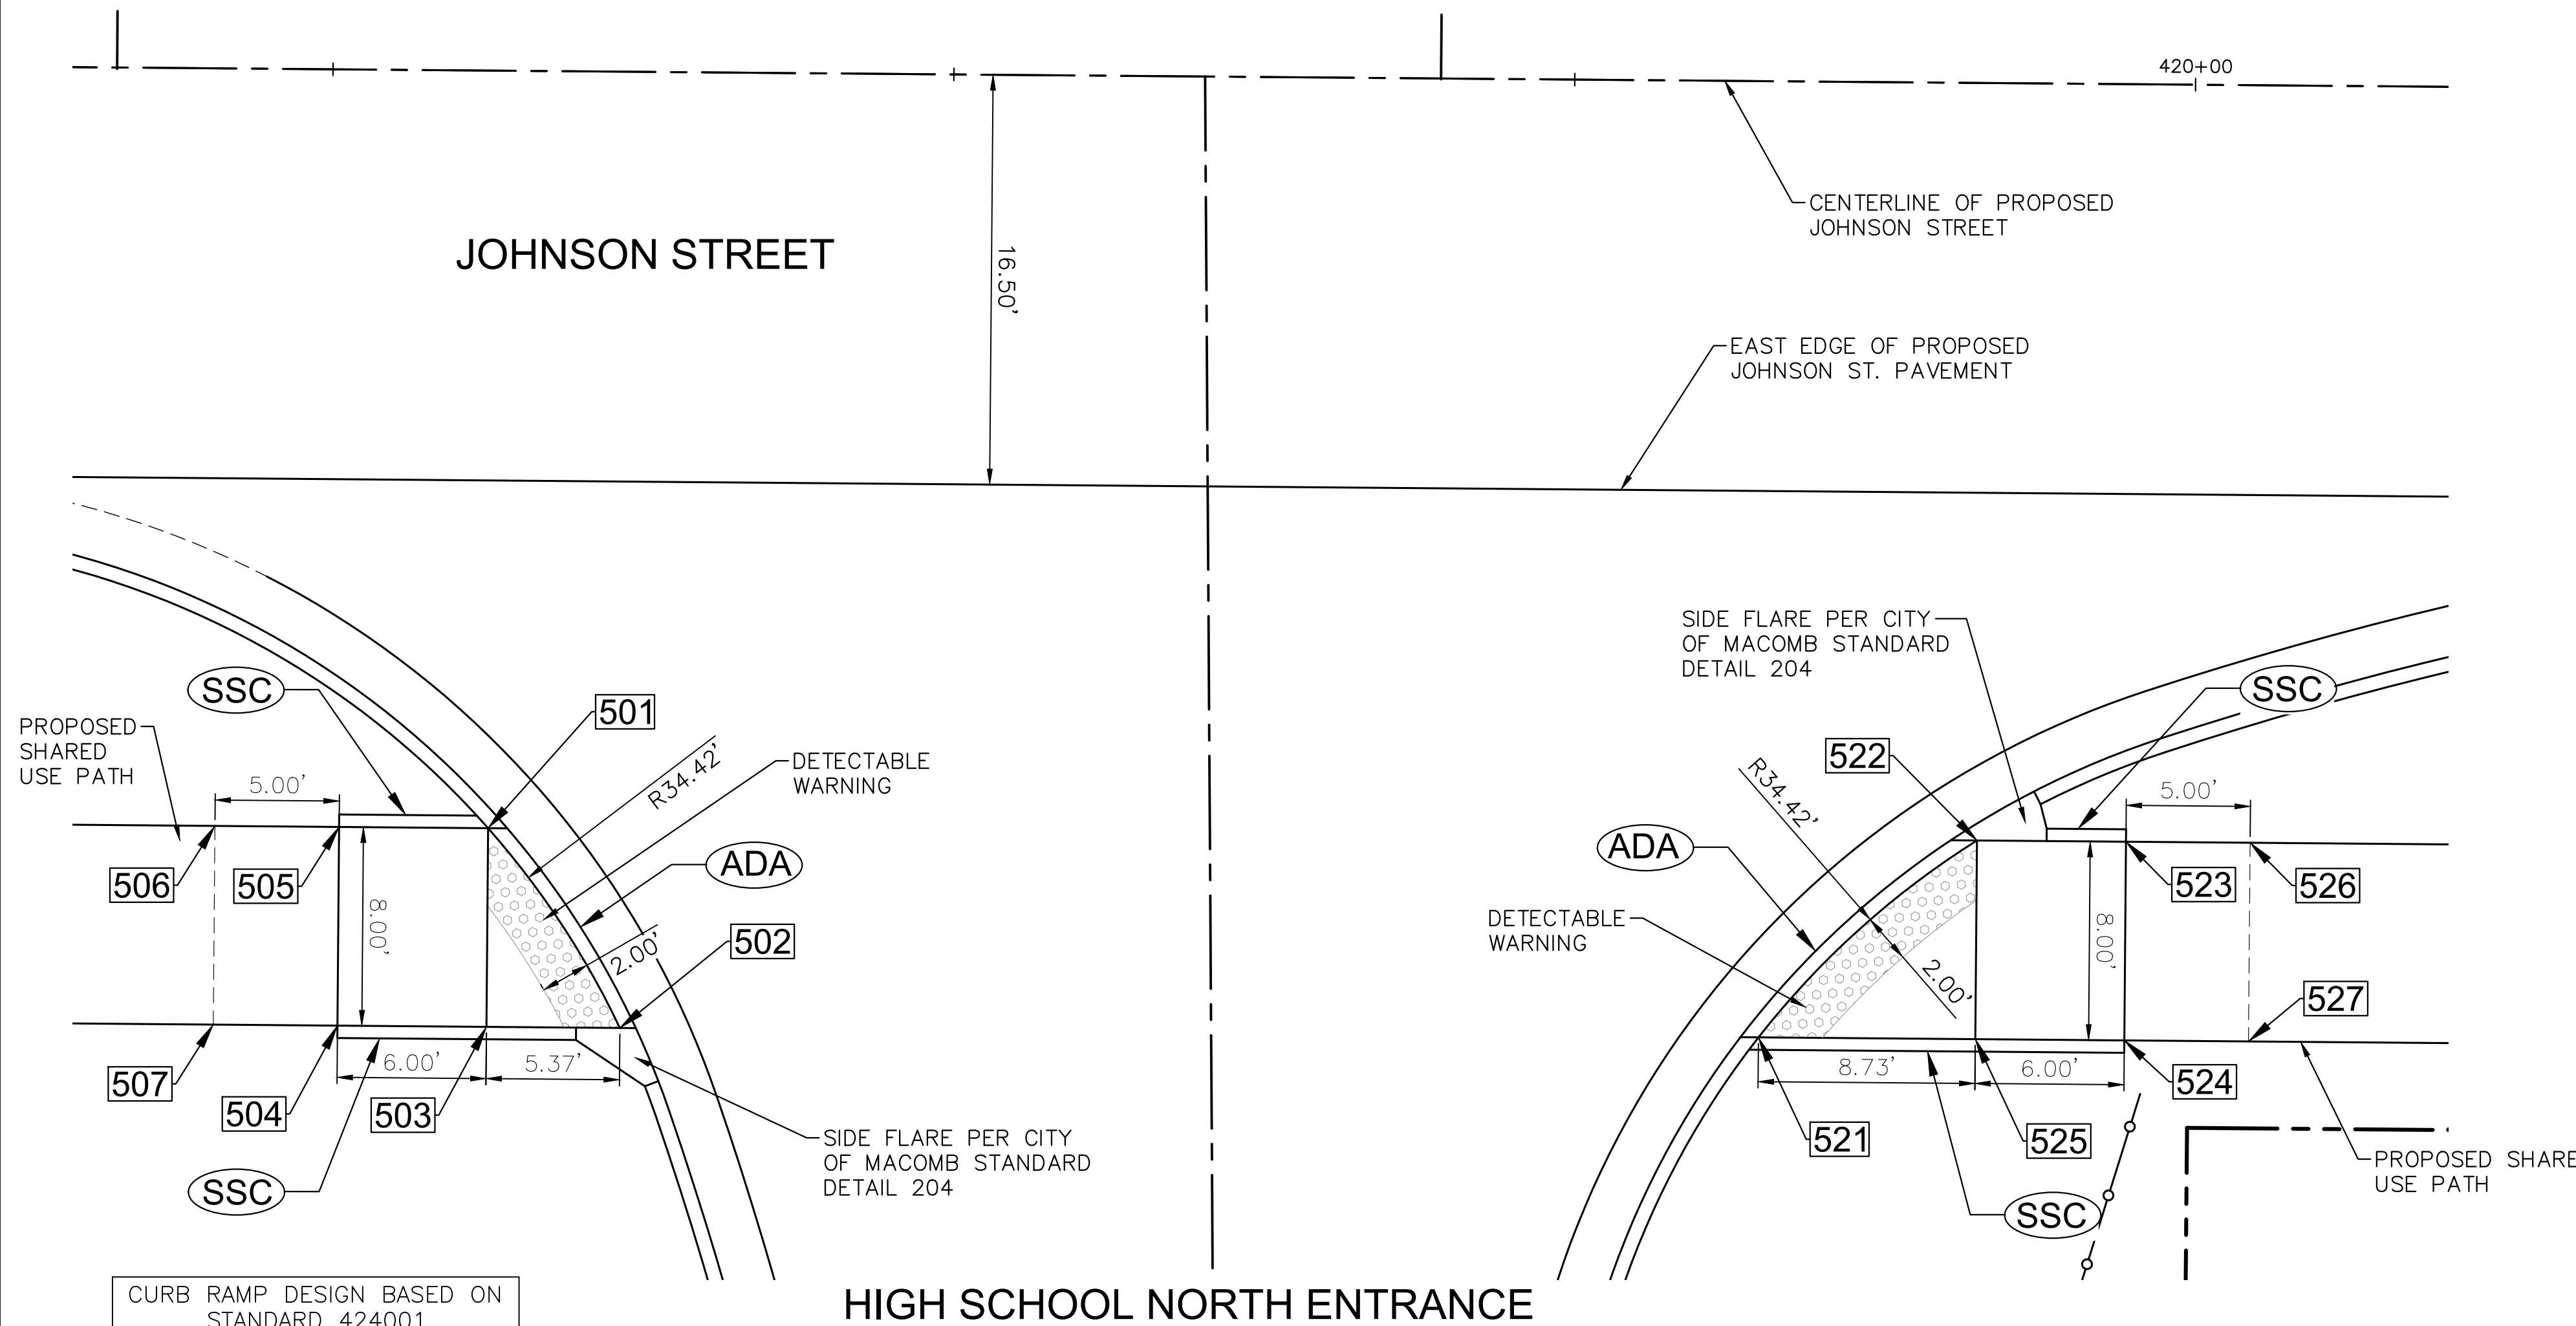 420+00
CENTERLINE OF PROPOSED
JOHNSON STREET
JOHNSON STREET
16.50'
EAST EDGE OF PROPOSED
JOHNSON ST. PAVEMENT
SIDE FLARE PER CITY
OF MACOMB STANDARD
DETAIL 204
SSC
SSC
501
PROPOSED
SHARED
USE PATH
5.00'
R34.42'
DETECTABLE
WARNING
522
R34.42'
5.00'
ADA
ADA
506
505
8.00'
523
526
DETECTABLE
WARNING
502
2.00'
8.00'
2.00'
527
6.00'
5.37'
8.73'
6.00'
507
504
503
524
521
525
SIDE FLARE PER CITY
OF MACOMB STANDARD
DETAIL 204
PROPOSED SHARE
USE PATH
SSC
SSC
CURB RAMP DESIGN BASED ON
STANDARD 424001
HIGH SCHOOL NORTH ENTRANCE